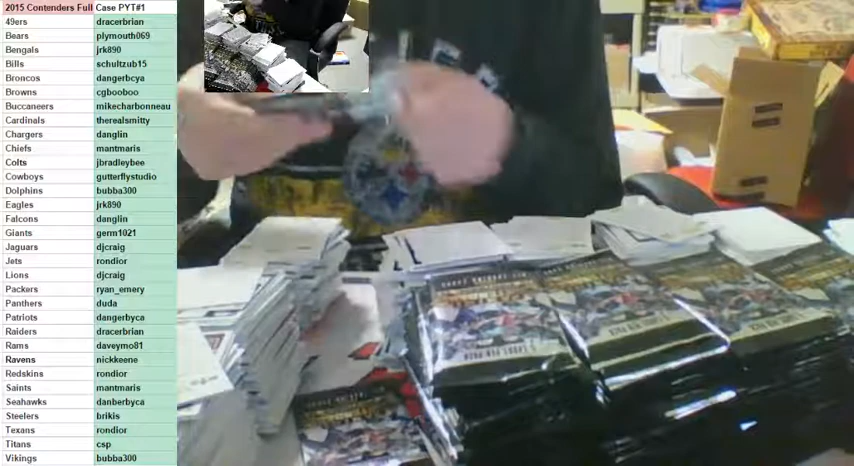 2015 Contenders Full Case PYT#1
49ers dracerbrian
Bears plymouth069
Bengals jrk890
Bills schultzub15
Broncos dangerbcya
Browns cgbooboo
Buccaneers mikecharbonneau
Cardinals therealsmitty
Chargers danglin
Chiefs mantmaris
Colts jbradleybee
Cowboys gutterflystudio
Dolphins bubba300
Eagles jrk890
Falcons danglin
Giants germ1021
Jaguars djcraig
Jets rondior
Lions djcraig
Packers ryan_emery
Panthers duda
Patriots dangerbyca
Raiders dracerbrian
Rams daveymo81
Ravens nickkeene
Redskins rondior
Saints mantmaris
Seahawks danberbyca
Steelers brikis
Texans rondior
Titans csp
Vikings bubba300